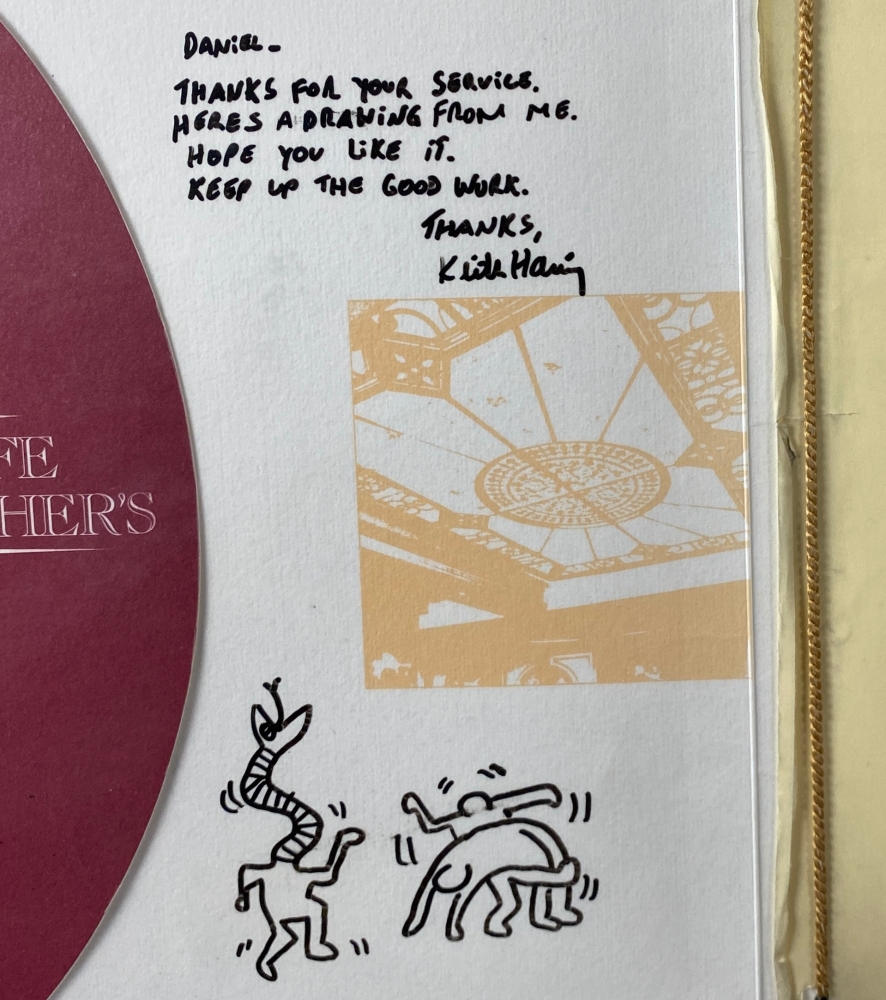 DANIEL-
THANKS FOR YOUR SERVICE.
HERES A DRAWING FROM ME.
HOPE YOU LIKE IT.
KEEP UP THE GOOD WORK.
THANKS,
Keith Haring
FE
HER'S